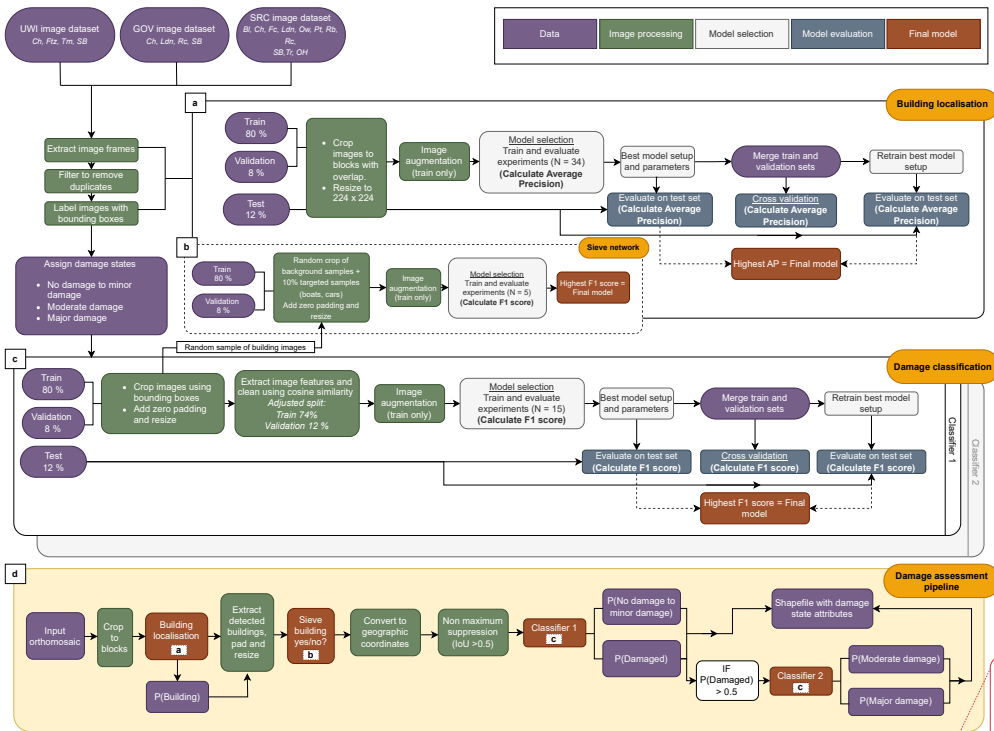 UWI image dataset
Ch, Ftz, Tm, SB
GOV image dataset
Ch, Ldn, Rc, SB
SRC image dataset
Bl, Ch, Fc, Ldn, Ow, Pt, Rb,
Rc,
SB,Tr, OH
Data
Image processing
Model selection
Model evaluation
Final model
Extract image frames
Filter to remove
duplicates
Label images with
bounding boxes
Assign damage states
• No damage to minor
damage
• Moderate damage
• Major damage
a
Building localisation
Train
80 %
Validation
8 %
Test
12 %
• Crop
images to
blocks with
overlap.
• Resize to
224 x 224
Image
augmentation
(train only)
Model selection
Train and evaluate
experiments (N = 34)
(Calculate Average
Precision)
Best model setup
and parameters
Merge train and
validation sets
Retrain best model
setup
Evaluate on test set
(Calculate Average
Precision)
Cross validation
(Calculate Average
Precision)
Evaluate on test set
(Calculate Average
Precision)
Highest AP = Final model
b
Sieve network
Train
80 %
Validation
8 %
Random crop of
background samples +
10% targeted samples
(boats, cars)
Add zero padding and
resize
Image
augmentation
(train only)
Model selection
Train and evaluate
experiments (N = 5)
(Calculate F1 score)
Highest F1 score =
Final model
Random sample of building images
c
Damage classification
Train
80 %
Validation
8 %
Test
12 %
• Crop images using
bounding boxes
• Add zero padding
and resize
Extract image features and
clean using cosine similarity
Adjusted split:
Train 74%
Validation 12 %
Image
augmentation
(train only)
Model selection
Train and evaluate
experiments (N = 15)
(Calculate F1 score)
Best model setup
and parameters
Merge train and
validation sets
Retrain best model
setup
Evaluate on test set
(Calculate F1 score)
Cross validation
(Calculate F1 score)
Evaluate on test set
(Calculate F1 score)
Highest F1 score = Final
model
Classifier 1
Classifier 2
d
Damage assessment
pipeline
Input
orthomosaic
Crop
to
blocks
Building
localisation
a
P(Building)
Extract
detected
buildings,
pad and
resize
Sieve
building
yes/no?
b
Convert to
geographic
coordinates
Non maximum
suppression
(IoU >0.5)
Classifier 1
c
P(No damage to
minor damage)
P(Damaged)
IF
P(Damaged)
> 0.5
Classifier 2
c
Shapefile with damage
state attributes
P(Moderate damage)
P(Major damage)